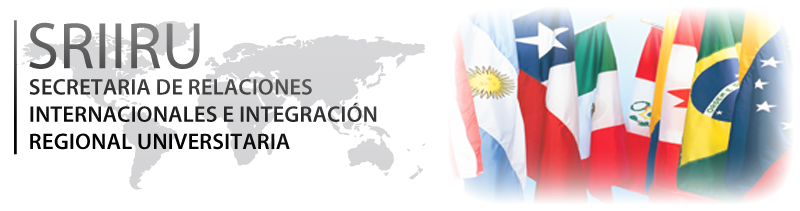 SRIIRU
SECRETARIA DE RELACIONES
INTERNACIONALES E INTEGRACIÓN
REGIONAL UNIVERSITARIA